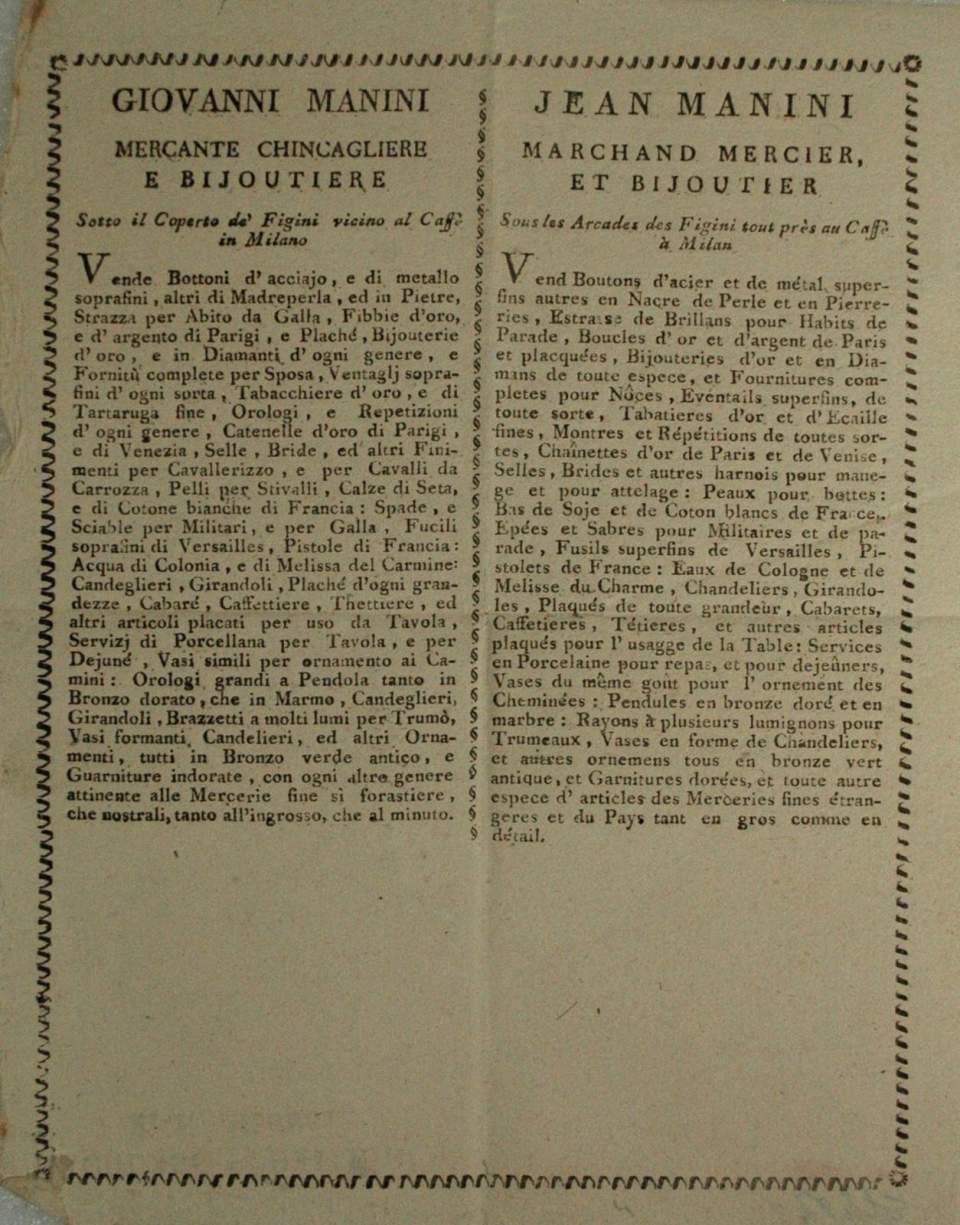 GIOVANNI MANINI
MERCANTE CHINCAGLIERE
E BIJOUTIERE
Sotto il Coperto de' Figini vicino al Caffè
in Milano
Vende Bottoni d' acciajo, e di metallo
soprafini, altri di Madreperla, ed in Pietre,
Strazza per Abito da Galla, Fibbie d'oro,
e d' argento di Parigi, e Plaché, Bijouterie
d' oro, e in Diamanti d' ogni genere, e
Fornitù complete per Sposa, Ventaglj sopra-
fini d' ogni sorta, Tabacchiere d' oro, e di
Tartaruga fine, Orologi, e Repetizioni
d' ogni genere, Catenelle d'oro di Parigi,
e di Venezia, Selle, Bride, ed altri Fini-
menti per Cavallerizzo, e per Cavalli da
Carrozza, Pelli per Stivalli, Calze di Seta,
e di Cotone bianche di Francia: Spade, e
Sciable per Militari, e per Galla, Fucili
soprafini di Versailles, Pistole di Francia:
Acqua di Colonia, e di Melissa del Carmine:
Candeglieri, Girandoli, Plaché d'ogni gran-
dezze, Cabaré, Caffettiere, Thettiere, ed
altri articoli placati per uso da Tavola,
Servizj di Porcellana per Tavola, e per
Dejuné, Vasi simili per ornamento ai Ca-
mini: Orologi grandi a Pendola tanto in
Bronzo dorato, che in Marmo, Candeglieri,
Girandoli, Brazzetti a molti lumi per Trumò,
Vasi formanti Candelieri, ed altri Orna-
menti, tutti in Bronzo verde antico, e
Guarniture indorate, con ogni altro genere
attinente alle Mercerie fine sì forastiere,
che nostrali, tanto all'ingrosso, che al minuto.
JEAN MANINI
MARCHAND MERCIER,
ET BIJOUTIER
Sous les Arcades des Figini tout près au Caffè
à Milan
Vend Boutons d'acier et de métal super-
fins autres en Nacre de Perle et en Pierre-
ries, Estrasse de Brillans pour Habits de
Parade, Boucles d' or et d'argent de Paris
et placquées, Bijouteries d'or et en Dia-
mans de toute espece, et Fournitures com-
pletes pour Nôces, Eventails superfins, de
toute sorte, Tabatieres d'or et d'Ecaille
fines, Montres et Répétitions de toutes sor-
tes, Chaînettes d'or de Paris et de Venise,
Selles, Brides et autres harnois pour mane-
ge et pour attelage: Peaux pour bottes:
Bas de Soje et de Coton blancs de France,
Epées et Sabres pour Militaires et de pa-
rade, Fusils superfins de Versailles, Pi-
stolets de France: Eaux de Cologne et de
Melisse du Charme, Chandeliers, Girando-
les, Plaqués de toute grandeur, Cabarets,
Caffetieres, Tétieres, et autres articles
plaqués pour l' usagge de la Table: Services
en Porcelaine pour repas, et pour dejeûners,
Vases du même goût pour l' ornement des
Cheminées: Pendules en bronze doré et en
marbre: Rayons à plusieurs lumignons pour
Trumeaux, Vases en forme de Chandeliers,
et autres ornemens tous en bronze vert
antique, et Garnitures dorées, et toute autre
espece d' articles des Merceries fines étran-
geres et du Pays tant en gros comme en
détail.